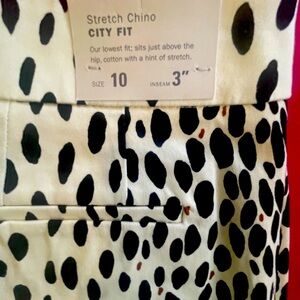 Stretch Chino
CITY FIT
Our lowest fit: sits just above the
hip, cotton with a hint of stretch.
SIZE 10 INSEAM 3"